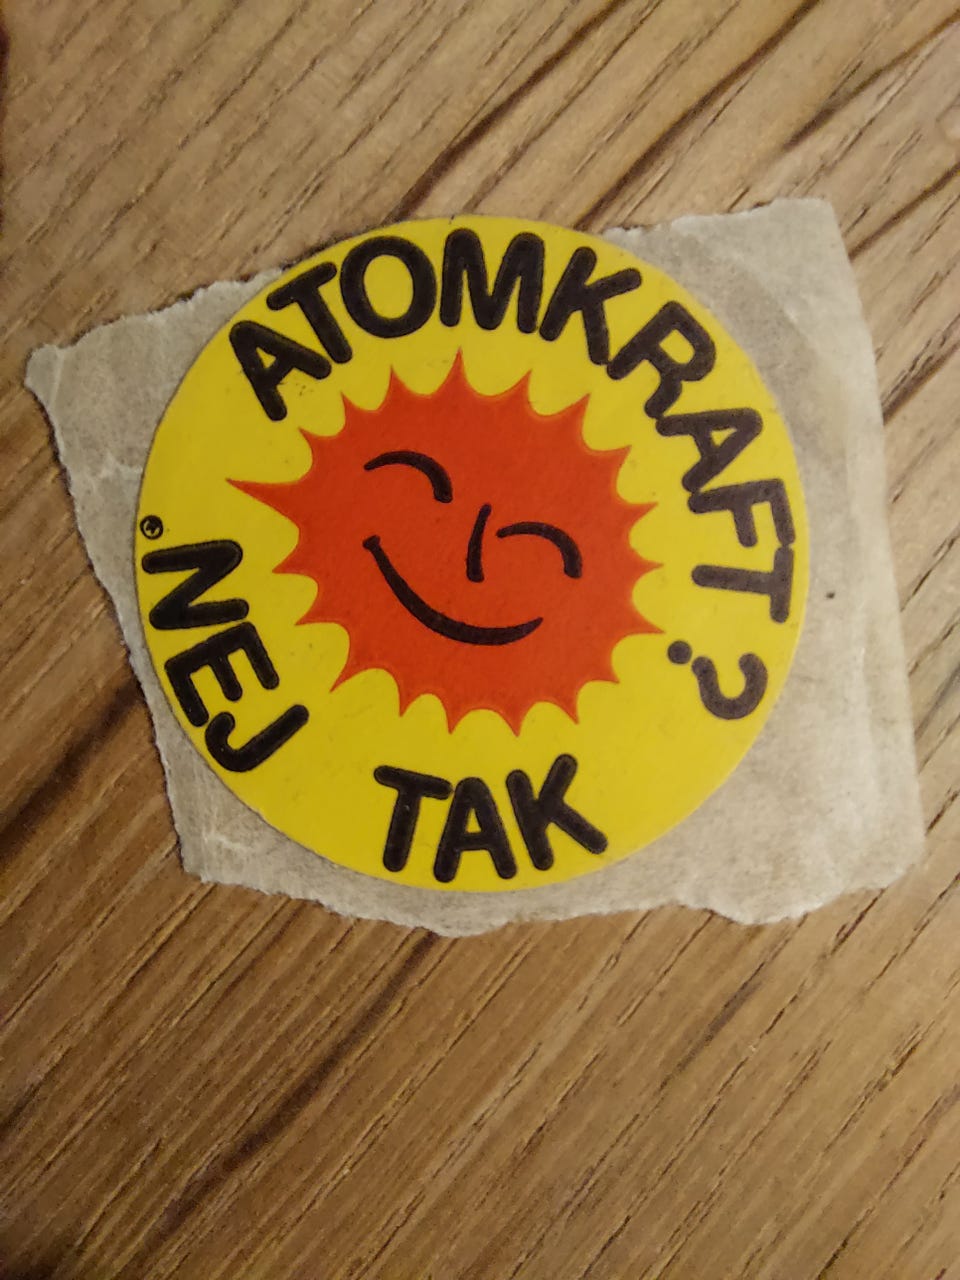 ATOMKRAFT?
NEJ TAK
®